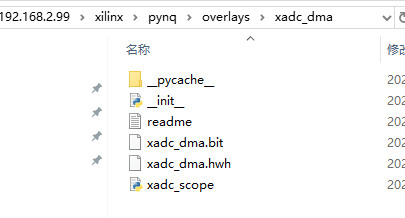 192.168.2.99 > xilinx > pynq > overlays > xadc_dma
名称
修改
__pycache__
202
__init__
202
readme
202
xadc_dma.bit
202
xadc_dma.hwh
202
xadc_scope
202